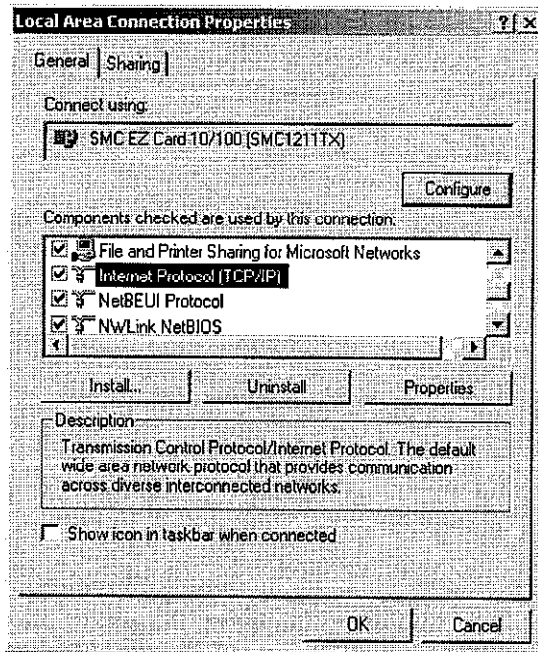 Local Area Connection Properties
General Sharing
Connect using:
SMC EZ Card 10/100 (SMC1211TX)
Configure
Components checked are used by this connection:
File and Printer Sharing for Microsoft Networks
Internet Protocol (TCP/IP)
NetBEUI Protocol
NWLink NetBIOS
Install... Uninstall Properties
Description
Transmission Control Protocol/Internet Protocol. The default
wide area network protocol that provides communication
across diverse interconnected networks.
Show icon in taskbar when connected
OK Cancel